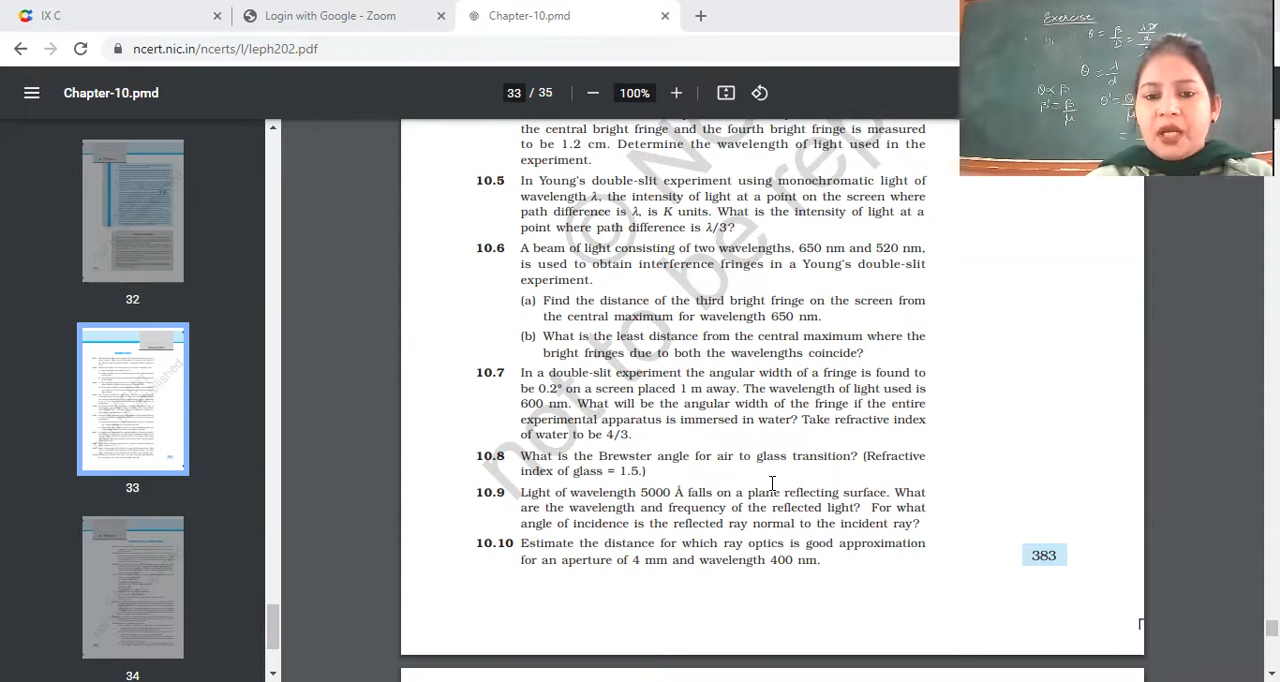 IX C
Login with Google - Zoom
Chapter-10.pmd
ncert.nic.in/ncerts/l/leph202.pdf
Chapter-10.pmd
33 / 35
100%
Exercise
θ = β/D = λD/d
θ = λ/d
θ ∝ β
β' = β/μ
θ' = θ/μ
32
33
34
the central bright fringe and the fourth bright fringe is measured
to be 1.2 cm. Determine the wavelength of light used in the
experiment.
10.5 In Young's double-slit experiment using monochromatic light of
wavelength λ, the intensity of light at a point on the screen where
path difference is λ, is K units. What is the intensity of light at a
point where path difference is λ/3?
10.6 A beam of light consisting of two wavelengths, 650 nm and 520 nm,
is used to obtain interference fringes in a Young's double-slit
experiment.
(a) Find the distance of the third bright fringe on the screen from
the central maximum for wavelength 650 nm.
(b) What is the least distance from the central maximum where the
bright fringes due to both the wavelengths coincide?
10.7 In a double-slit experiment the angular width of a fringe is found to
be 0.2° on a screen placed 1 m away. The wavelength of light used is
600 nm. What will be the angular width of the fringe if the entire
experimental apparatus is immersed in water? Take refractive index
of water to be 4/3.
10.8 What is the Brewster angle for air to glass transition? (Refractive
index of glass = 1.5.)
10.9 Light of wavelength 5000 Å falls on a plane reflecting surface. What
are the wavelength and frequency of the reflected light? For what
angle of incidence is the reflected ray normal to the incident ray?
10.10 Estimate the distance for which ray optics is good approximation
for an aperture of 4 mm and wavelength 400 nm.
383
not to be rep